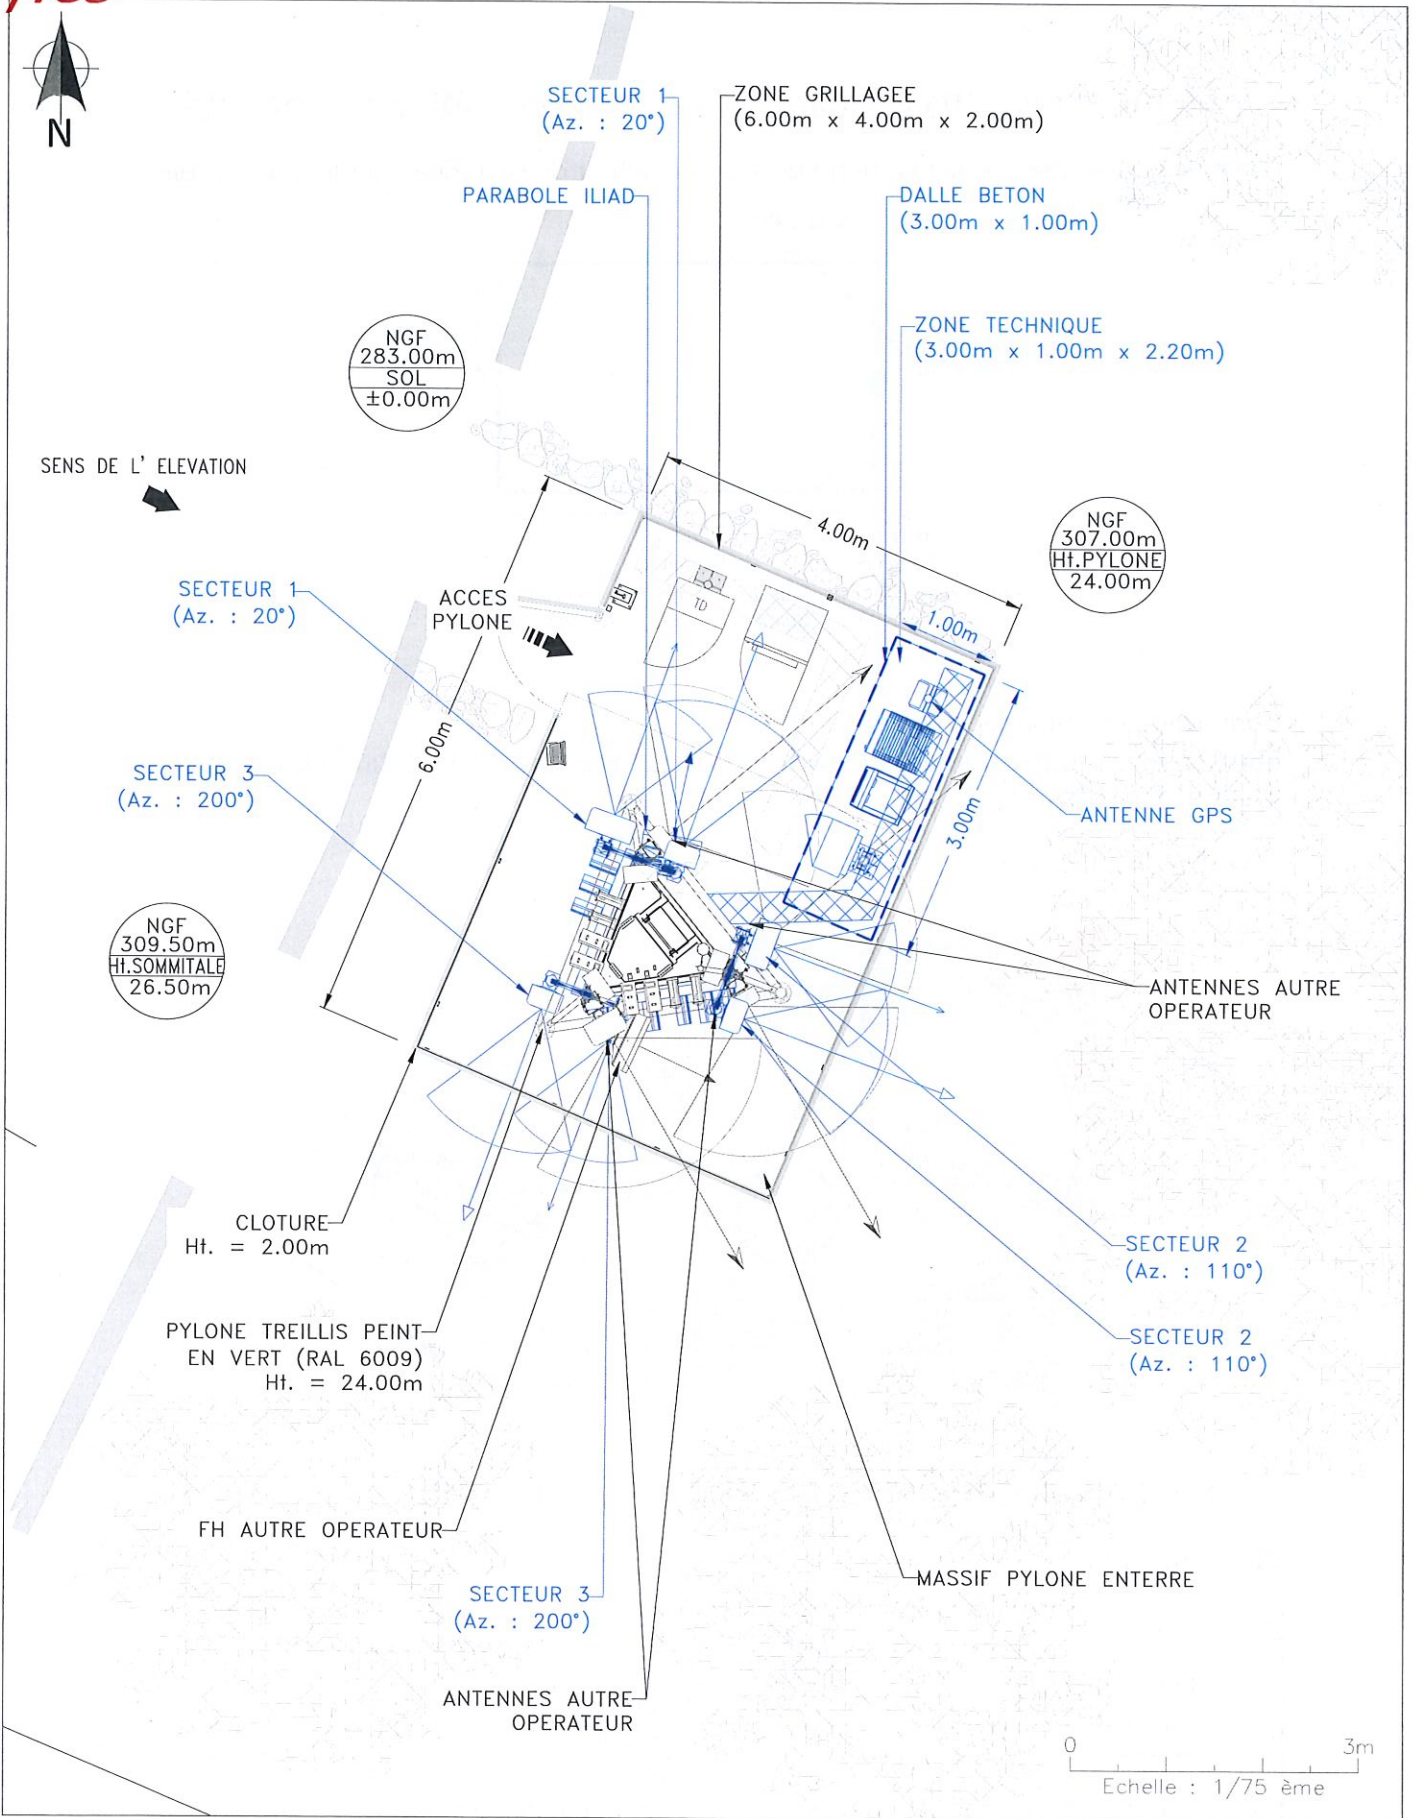 N
SECTEUR 1
(Az. : 20°)
ZONE GRILLAGEE
(6.00m x 4.00m x 2.00m)
PARABOLE ILIAD
DALLE BETON
(3.00m x 1.00m)
ZONE TECHNIQUE
(3.00m x 1.00m x 2.20m)
NGF
283.00m
SOL
±0.00m
SENS DE L' ELEVATION
4.00m
NGF
307.00m
Ht.PYLONE
24.00m
SECTEUR 1
(Az. : 20°)
ACCES
PYLONE
TD
1.00m
6.00m
SECTEUR 3
(Az. : 200°)
3.00m
ANTENNE GPS
NGF
309.50m
Ht.SOMMITALE
26.50m
ANTENNES AUTRE
OPERATEUR
CLOTURE
Ht. = 2.00m
SECTEUR 2
(Az. : 110°)
PYLONE TREILLIS PEINT
EN VERT (RAL 6009)
Ht. = 24.00m
SECTEUR 2
(Az. : 110°)
FH AUTRE OPERATEUR
MASSIF PYLONE ENTERRE
SECTEUR 3
(Az. : 200°)
ANTENNES AUTRE
OPERATEUR
0 3m
Echelle : 1/75 ème